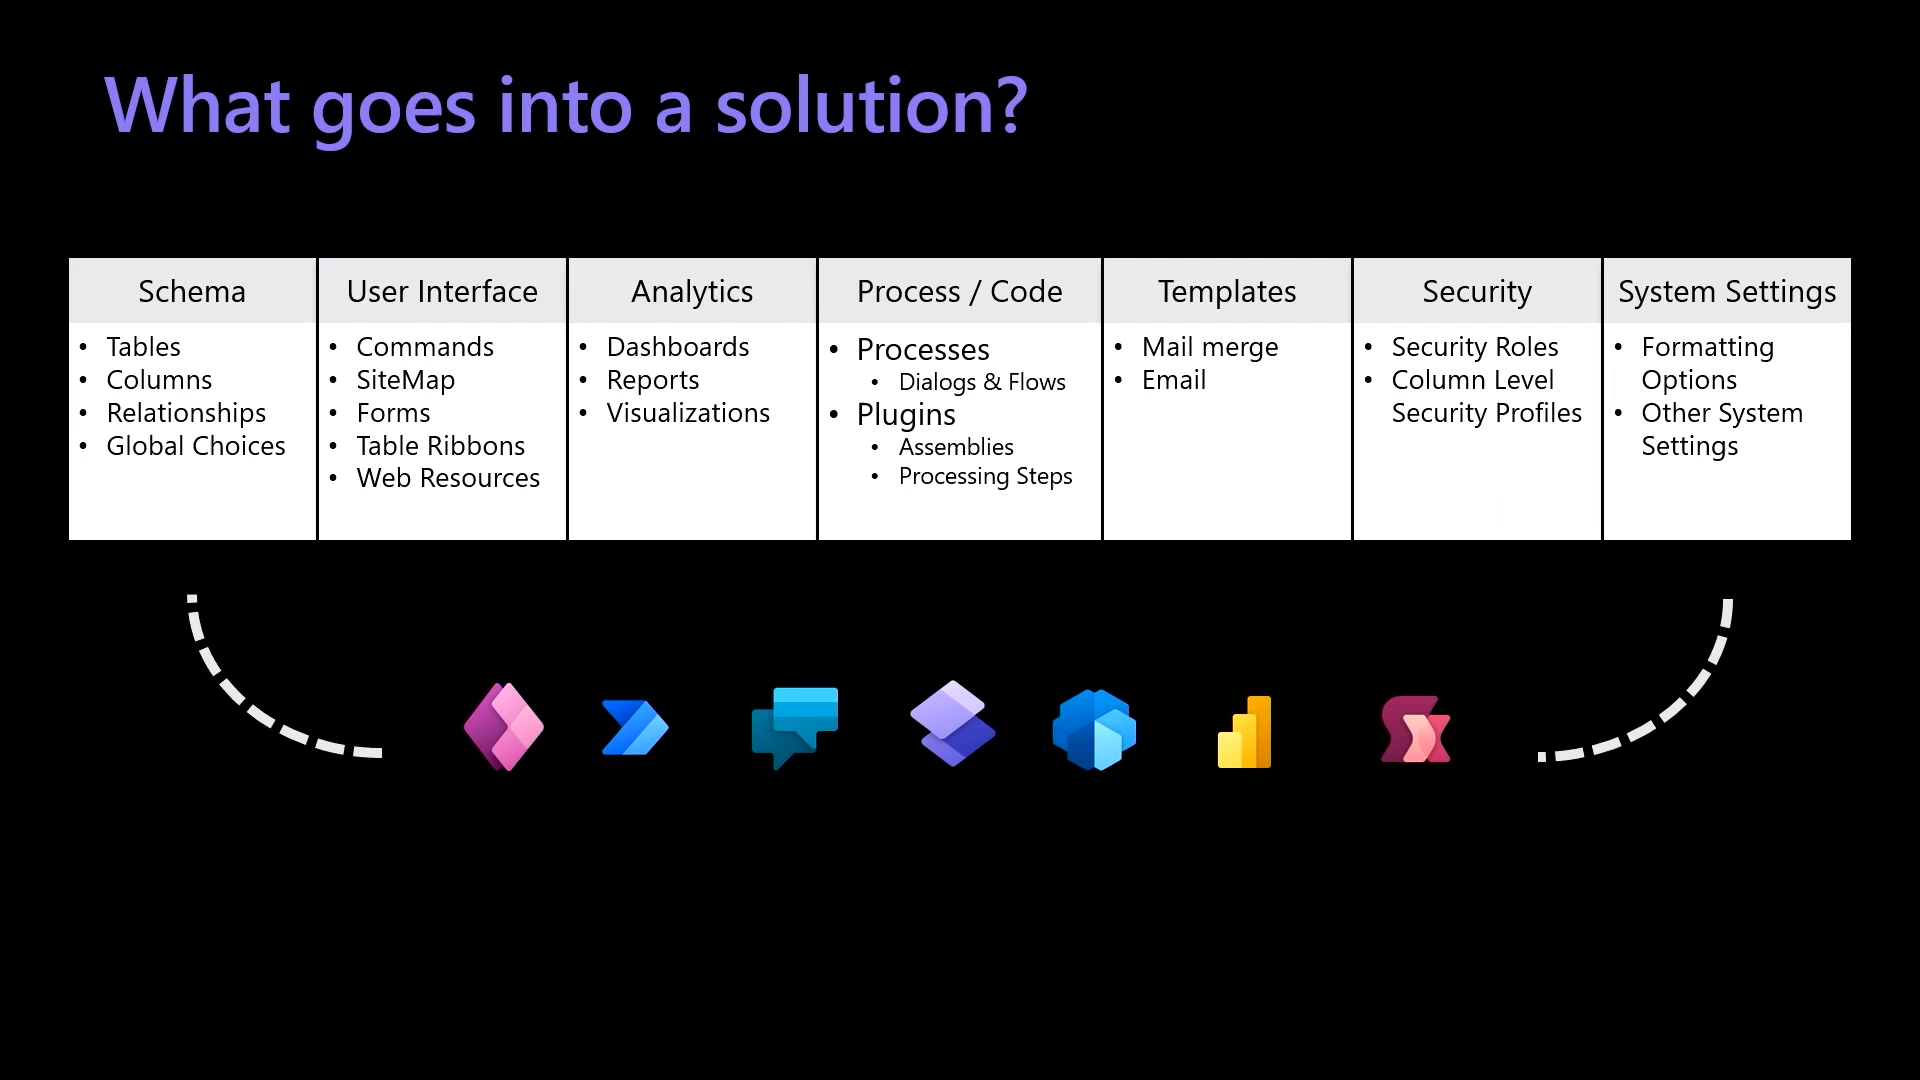 What goes into a solution?
Schema
• Tables
• Columns
• Relationships
• Global Choices
User Interface
• Commands
• SiteMap
• Forms
• Table Ribbons
• Web Resources
Analytics
• Dashboards
• Reports
• Visualizations
Process / Code
• Processes
• Dialogs & Flows
• Plugins
• Assemblies
• Processing Steps
Templates
• Mail merge
• Email
Security
• Security Roles
• Column Level
Security Profiles
System Settings
• Formatting
Options
• Other System
Settings